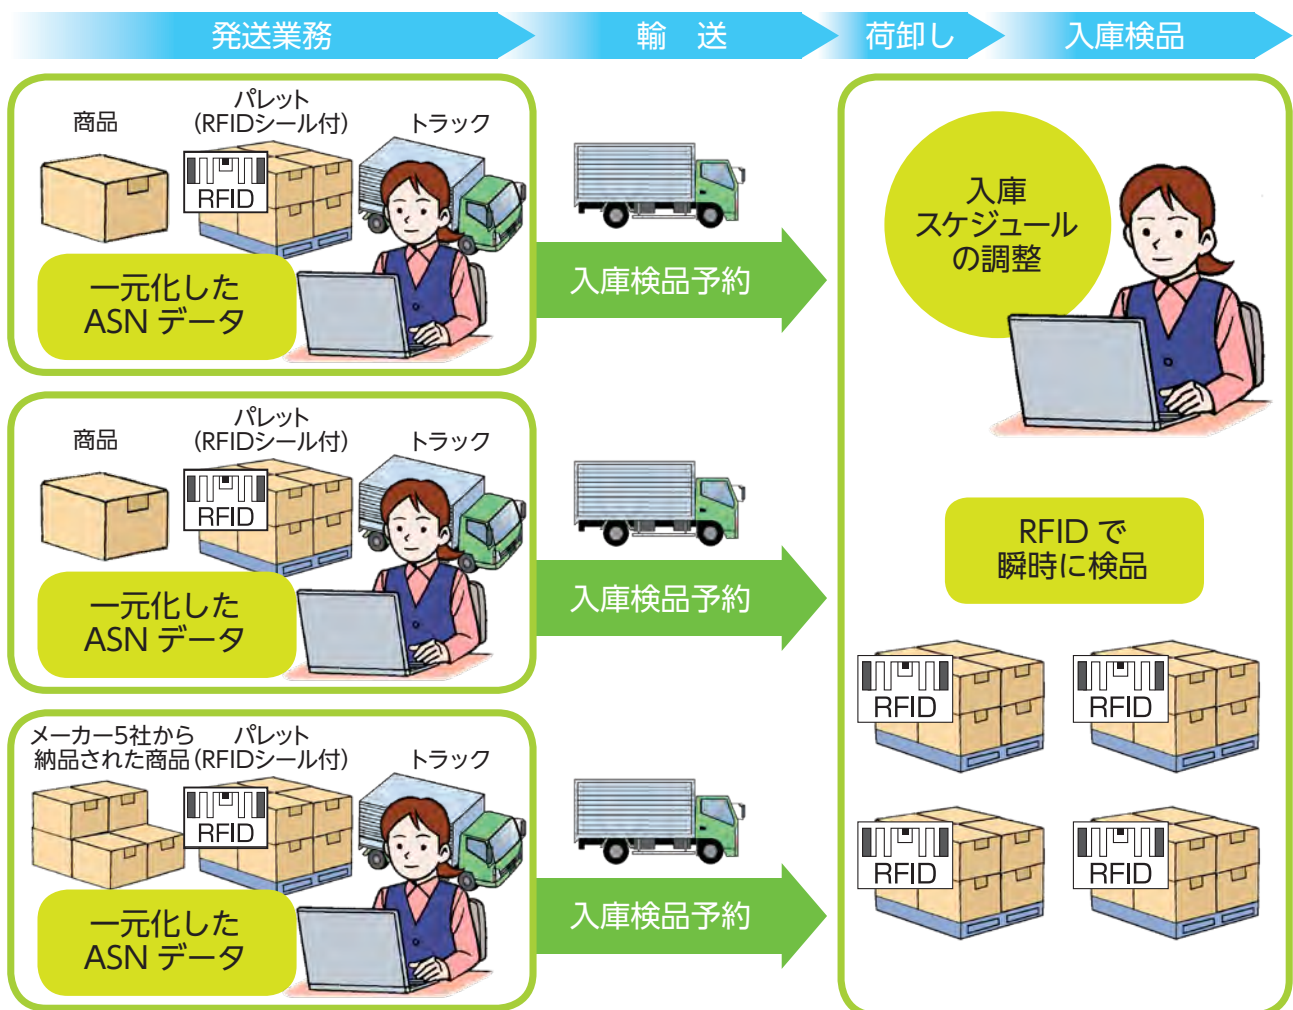 発送業務
輸 送
荷卸し
入庫検品
商品
パレット
(RFIDシール付)
トラック
RFID
一元化した
ASN データ
入庫検品予約
商品
パレット
(RFIDシール付)
トラック
RFID
一元化した
ASN データ
入庫検品予約
メーカー5社から
納品された商品
パレット
(RFIDシール付)
トラック
RFID
一元化した
ASN データ
入庫検品予約
入庫
スケジュール
の調整
RFID で
瞬時に検品
RFID
RFID
RFID
RFID